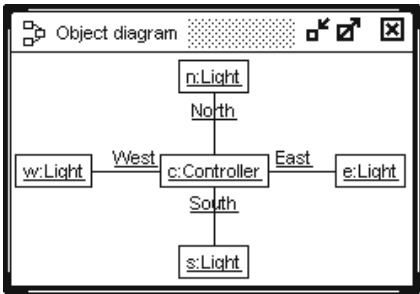 Object diagram
n:Light
North
w:Light
West
c:Controller
East
e:Light
South
s:Light